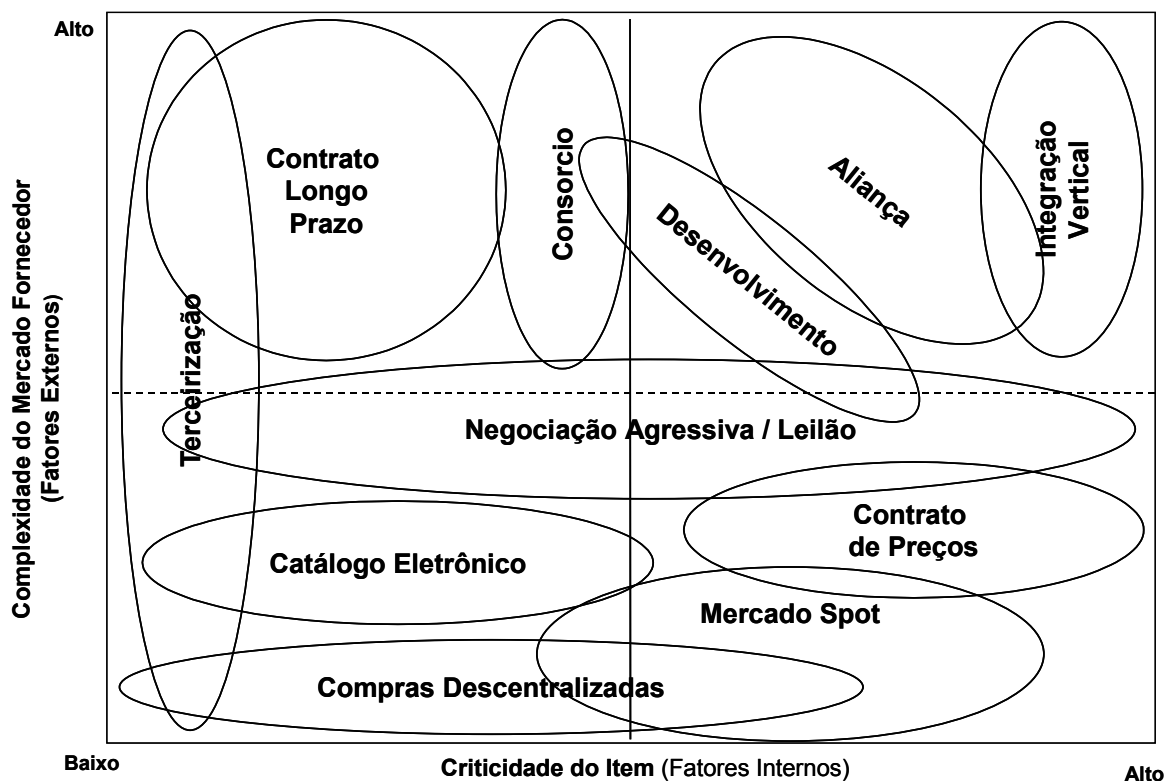 Alto
Contrato
Longo
Prazo
Consorcio
Aliança
Integração
Vertical
Desenvolvimento
Complexidade do Mercado Fornecedor
(Fatores Externos)
Terceirização
Negociação Agressiva / Leilão
Contrato
de Preços
Catálogo Eletrônico
Mercado Spot
Compras Descentralizadas
Baixo
Criticidade do Item (Fatores Internos)
Alto